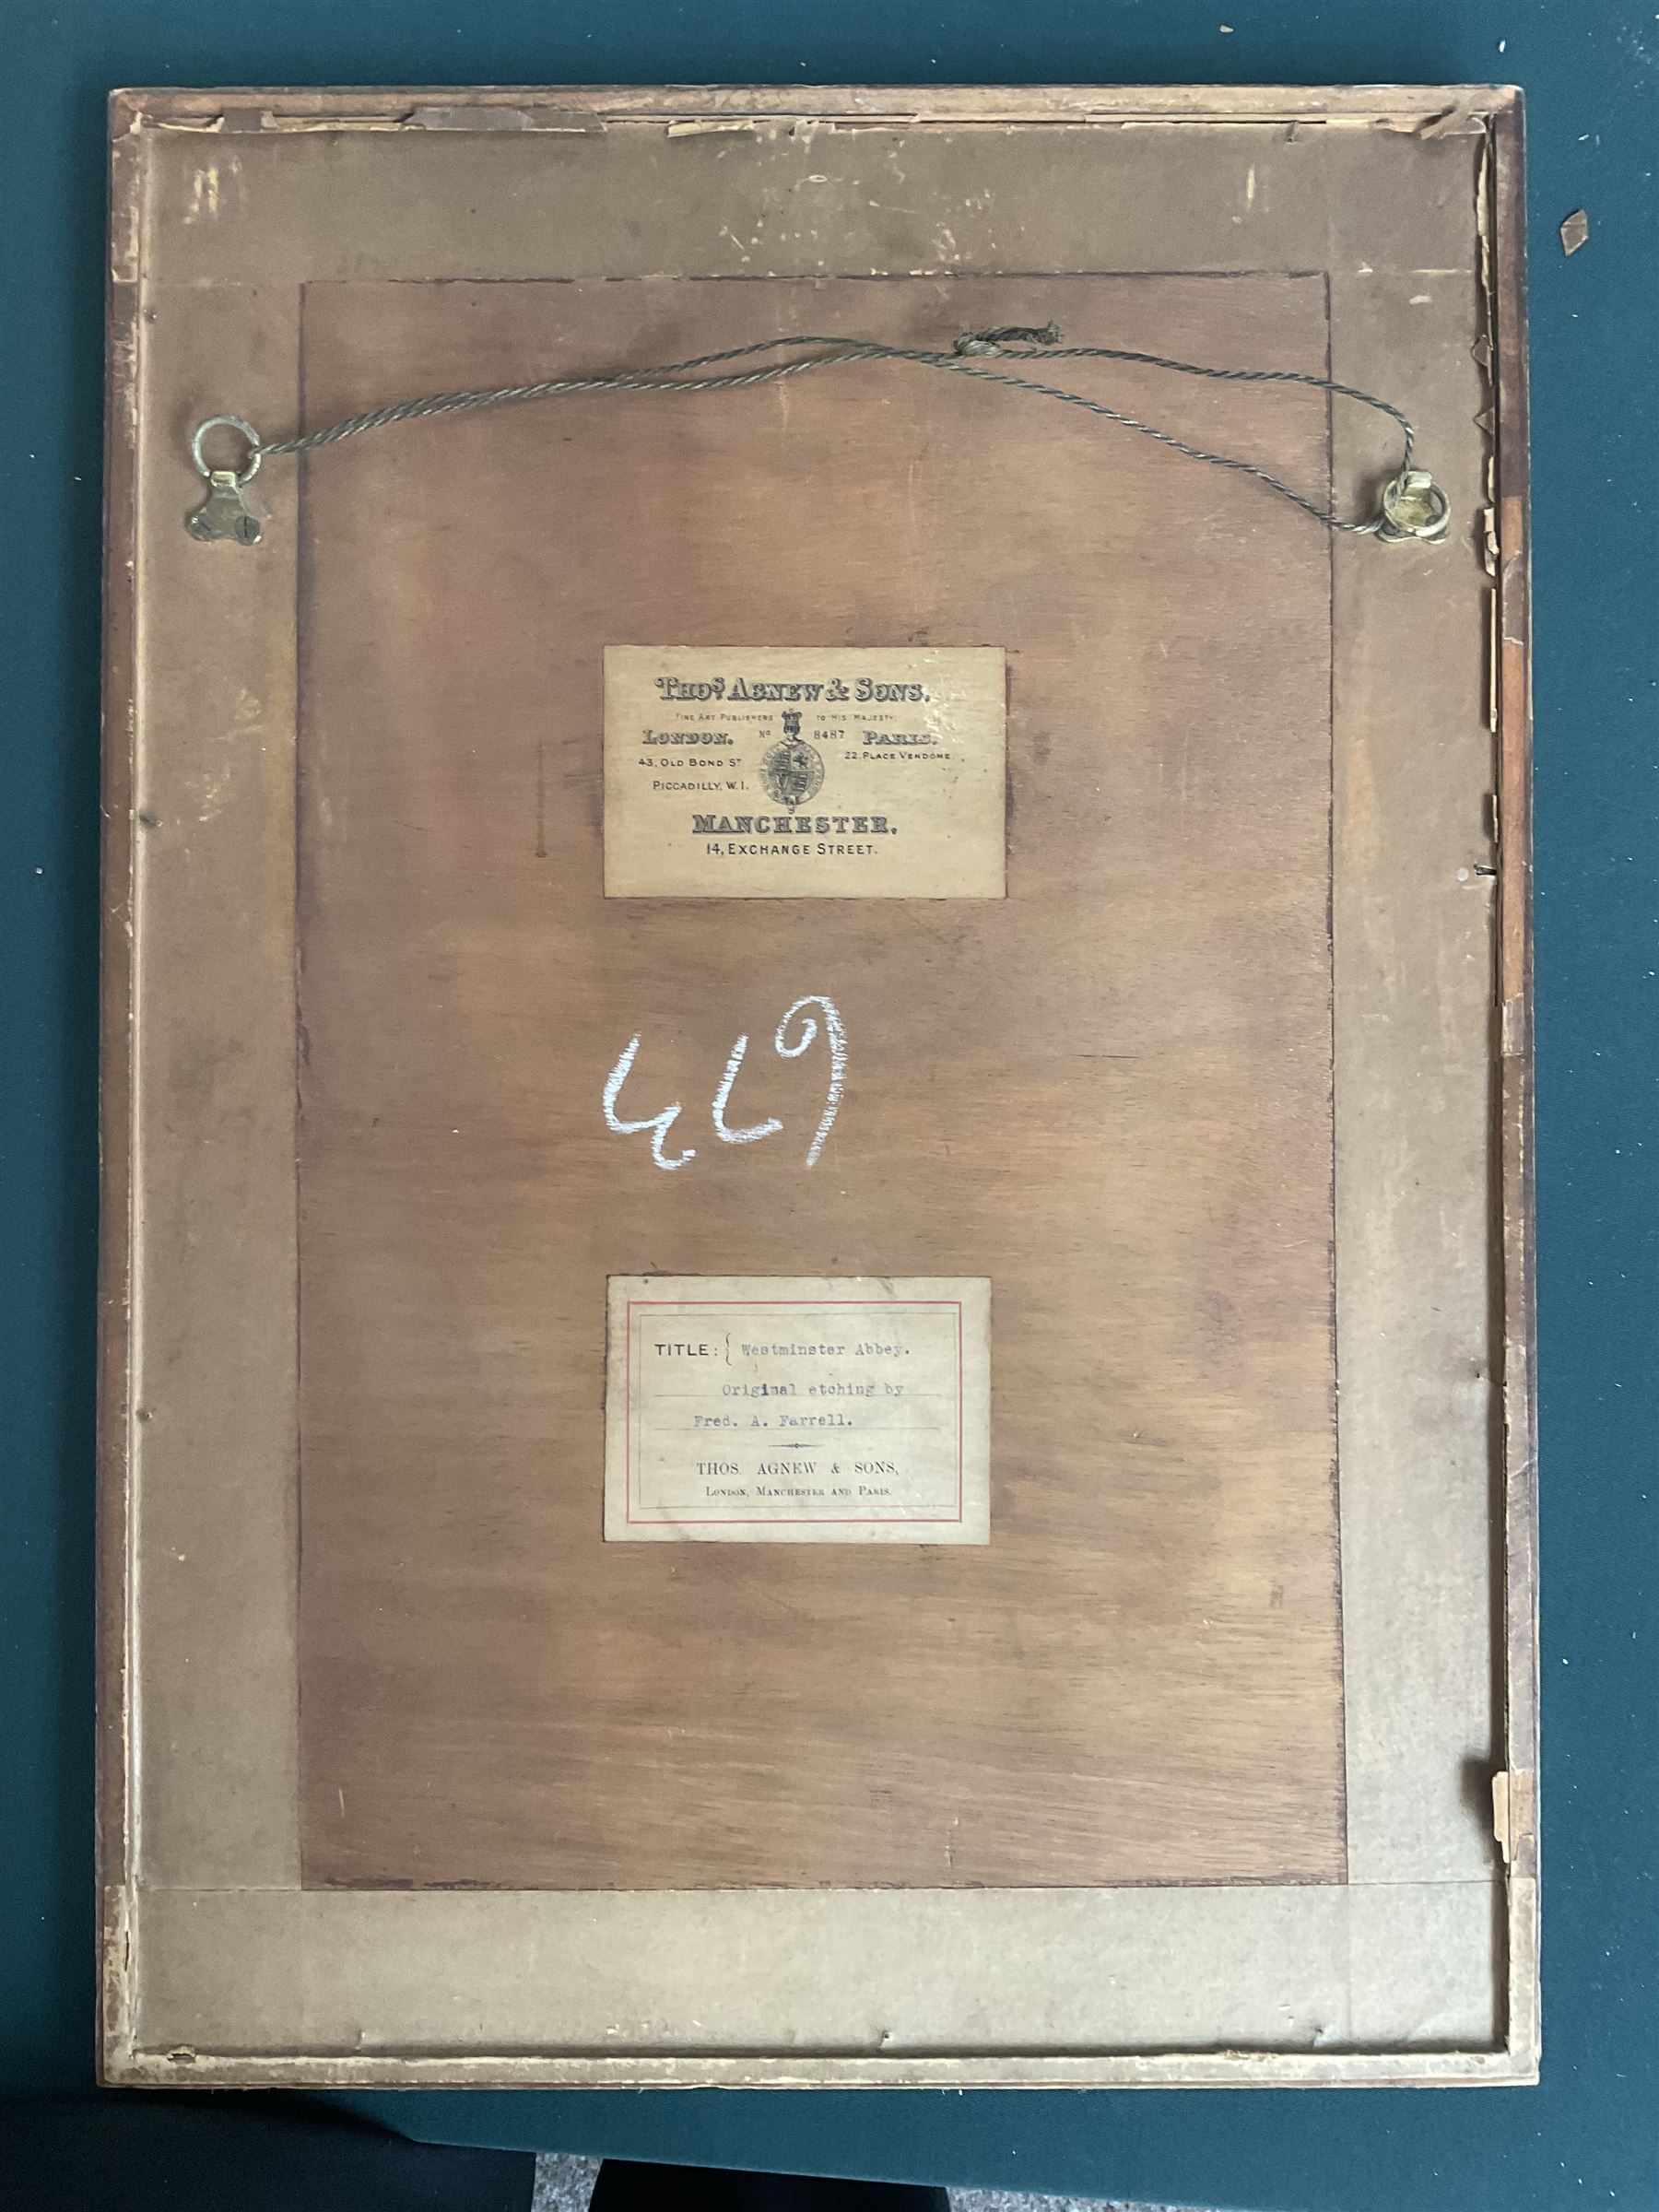 THOS. AGNEW & SONS.
FINE ART PUBLISHERS TO HIS MAJESTY.
LONDON. No 8487 PARIS.
43, OLD BOND ST 22, PLACE VENDOME.
PICCADILLY, W.1.
MANCHESTER.
14, EXCHANGE STREET.
TITLE: { Westminster Abbey.
Original etching by
Fred. A. Farrell.
THOS. AGNEW & SONS,
LONDON, MANCHESTER AND PARIS.